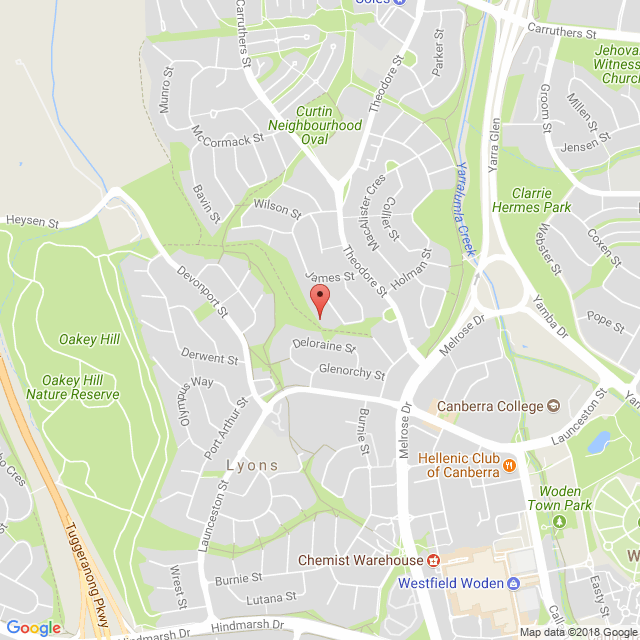 Coles
Carruthers St
Carruthers St
Munro St
Theodore St
Parker St
Jehova
Witness
Church
Groom St
Millen St
Jensen St
Curtin
Neighbourhood
Oval
McCormack St
Yarra Glen
Yarralumla Creek
Bavin St
Wilson St
MacAlister Cres
Collier St
Clarrie
Hermes Park
Heysen St
Webster St
Coxen St
Theodore St
Holman St
James St
Devonport St
Yamba Dr
Pope St
Melrose Dr
Oakey Hill
Deloraine St
Derwent St
Glenorchy St
Oakey Hill
Nature Reserve
Olympus Way
Port Arthur St
Canberra College
Yam
Launceston St
Burnie St
Melrose Dr
Lyons
Hellenic Club
of Canberra
Launceston St
Woden
Town Park
Tuggeranong Pkwy
Chemist Warehouse
W
Wrest St
Burnie St
Westfield Woden
Easty St
Lutana St
Hindmarsh Dr
Hindmarsh Dr
Google
Map data ©2018 Google